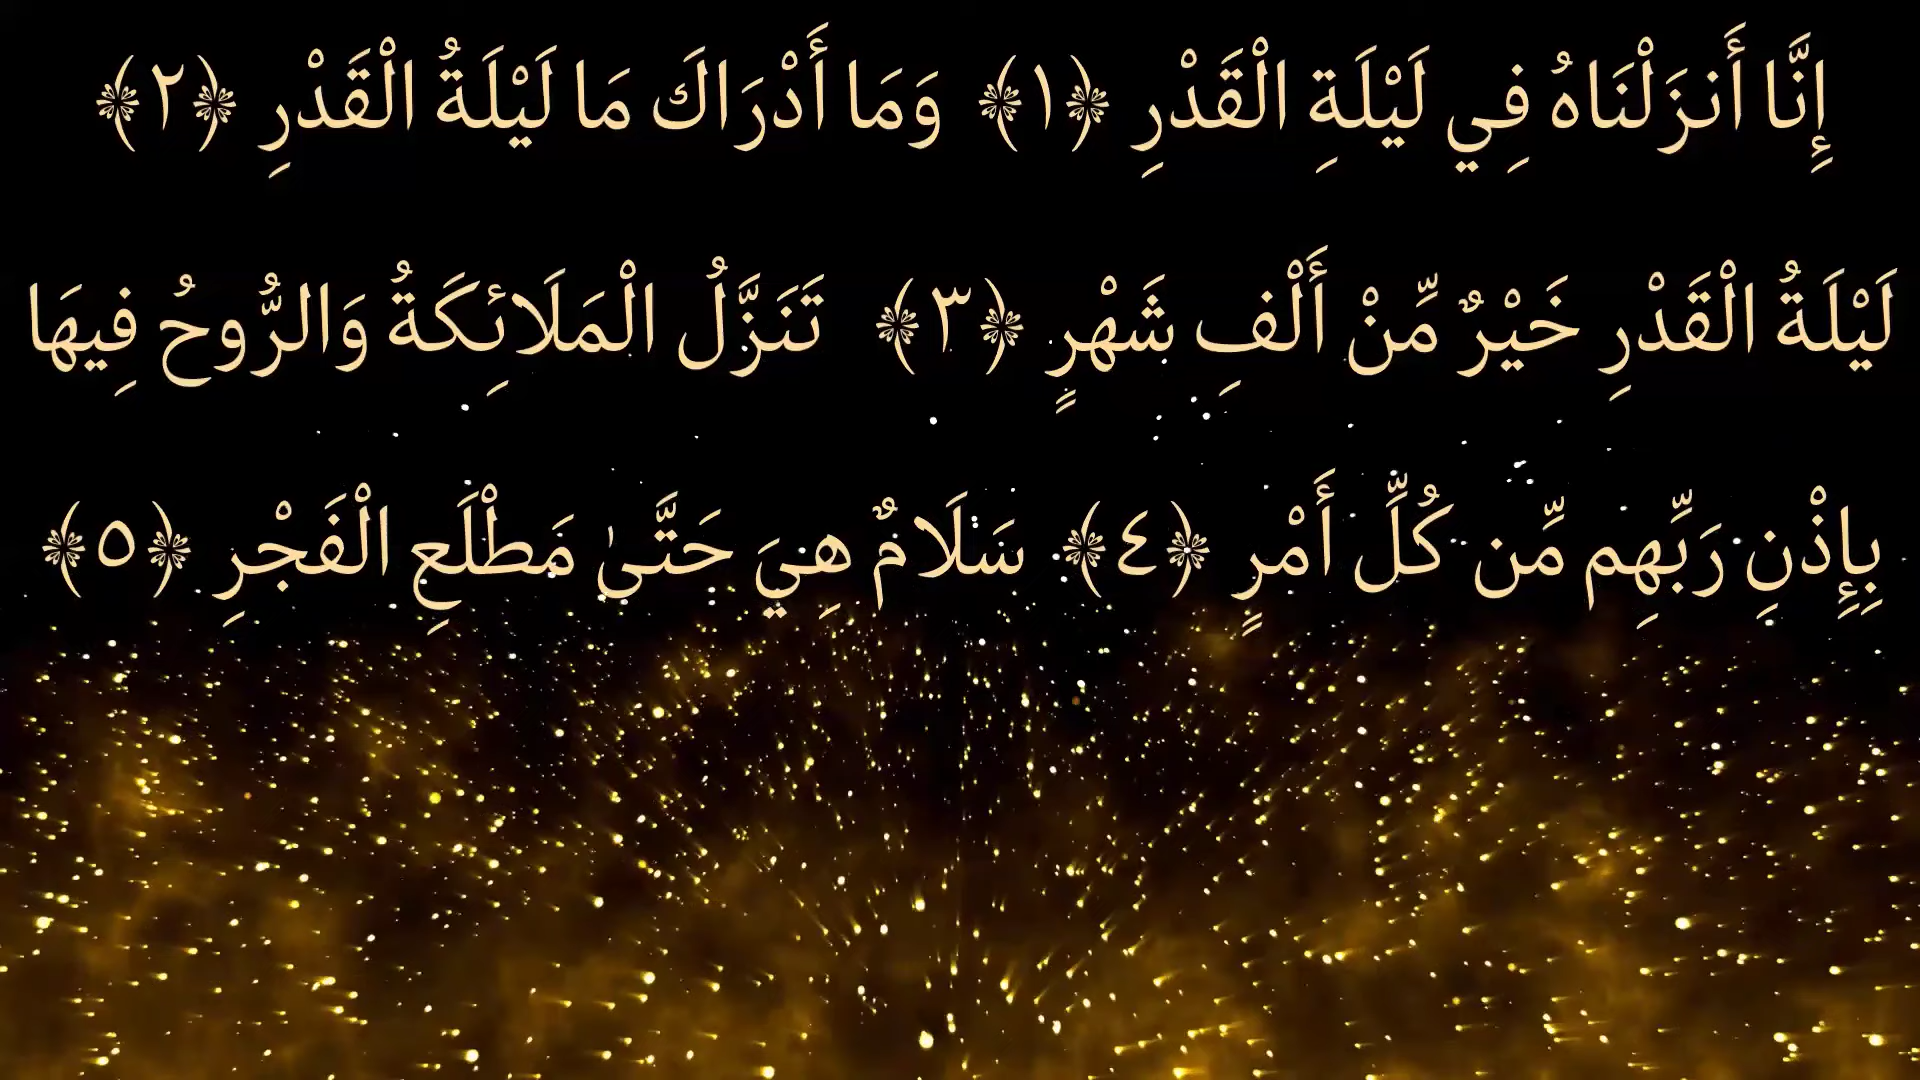 إِنَّا أَنزَلْنَاهُ فِي لَيْلَةِ الْقَدْرِ ﴿١﴾ وَمَا أَدْرَاكَ مَا لَيْلَةُ الْقَدْرِ ﴿٢﴾
لَيْلَةُ الْقَدْرِ خَيْرٌ مِّنْ أَلْفِ شَهْرٍ ﴿٣﴾ تَنَزَّلُ الْمَلَائِكَةُ وَالرُّوحُ فِيهَا
بِإِذْنِ رَبِّهِم مِّن كُلِّ أَمْرٍ ﴿٤﴾ سَلَامٌ هِيَ حَتَّىٰ مَطْلَعِ الْفَجْرِ ﴿٥﴾